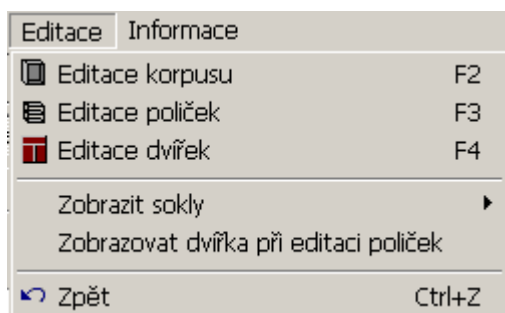 Editace Informace
Editace korpusu F2
Editace poliček F3
Editace dvířek F4
Zobrazit sokly
Zobrazovat dvířka při editaci poliček
Zpět Ctrl+Z